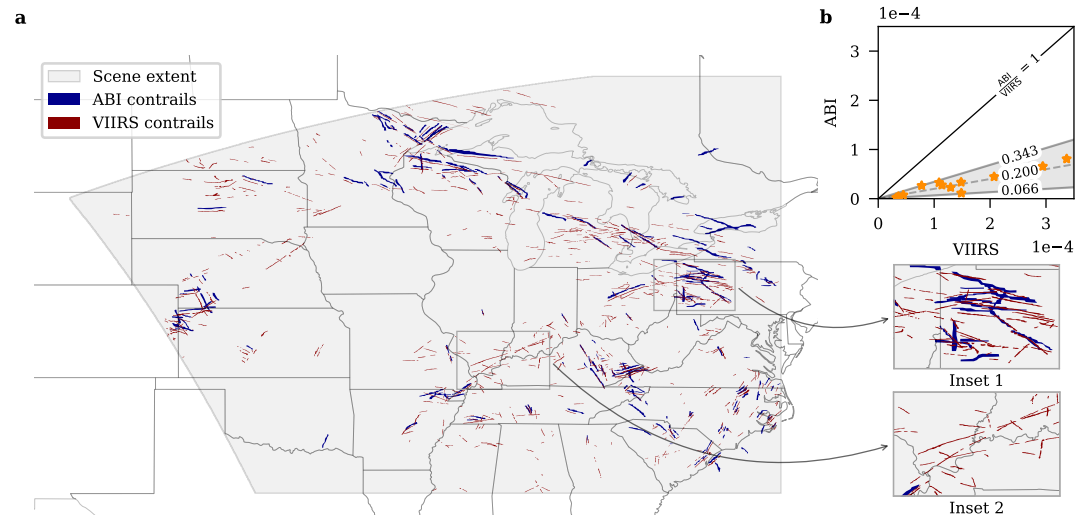 a
Scene extent
ABI contrails
VIIRS contrails
b
1e−4
3
2
1
0
ABI
ABI/VIIRS = 1
0.343
0.200
0.066
0 1 2 3
VIIRS
1e−4
Inset 1
Inset 2